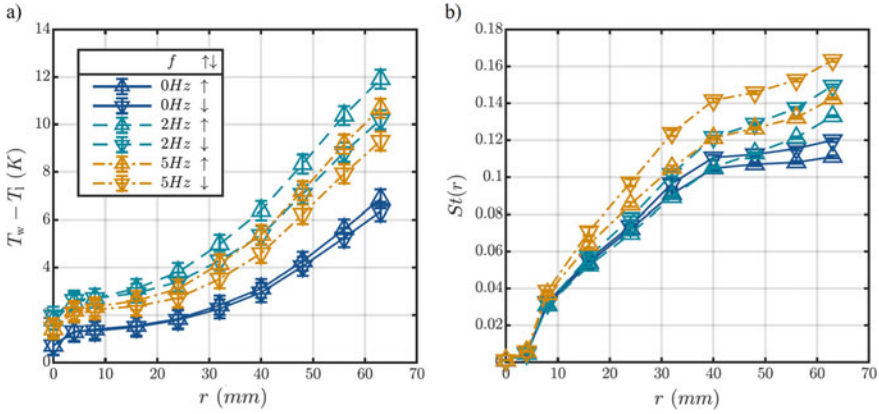 a)
14
12
10
8
6
4
2
0
T_w − T_l (K)
f ↑↓
0Hz ↑
0Hz ↓
2Hz ↑
2Hz ↓
5Hz ↑
5Hz ↓
0 10 20 30 40 50 60 70
r (mm)
b)
0.18
0.16
0.14
0.12
0.1
0.08
0.06
0.04
0.02
St(r)
0 10 20 30 40 50 60 70
r (mm)